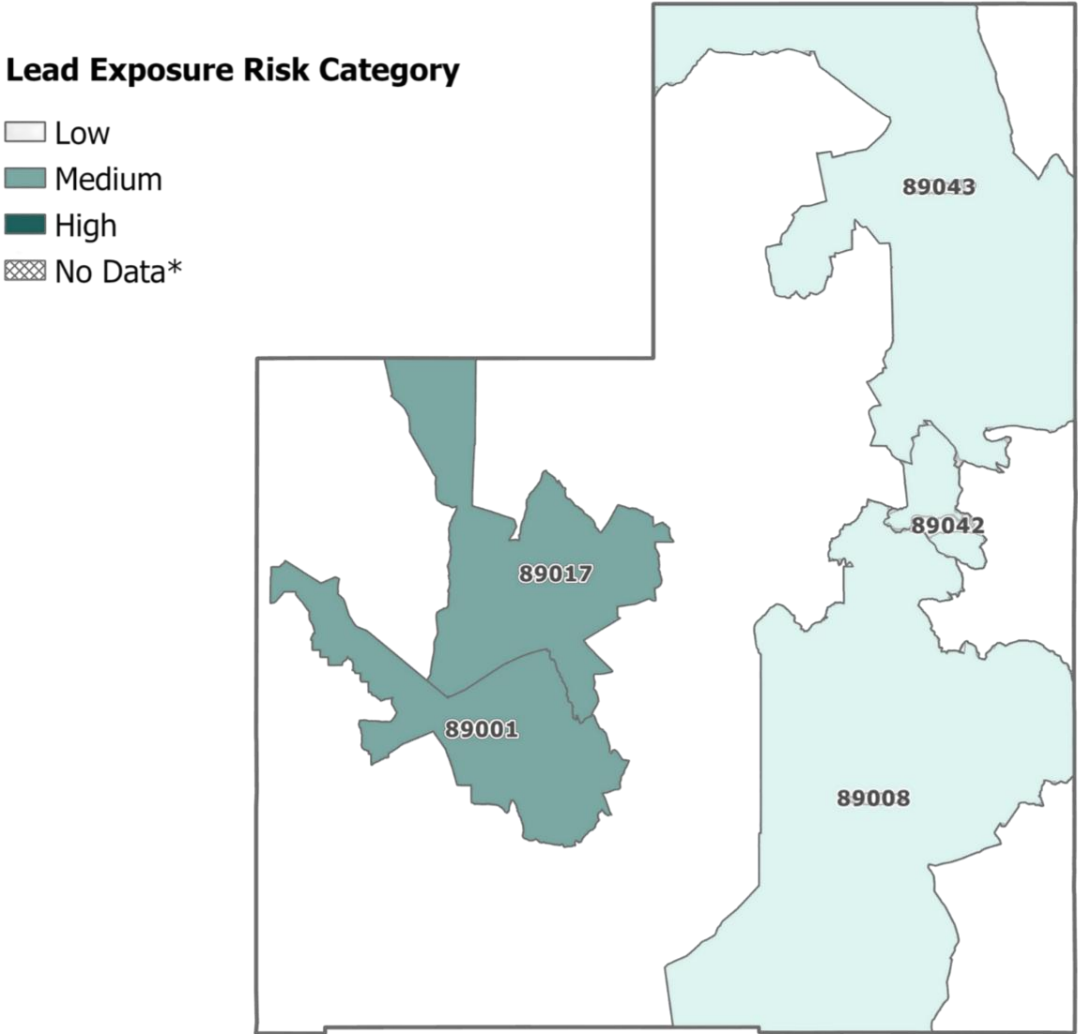 Lead Exposure Risk Category
Low
Medium
High
No Data*
89043
89042
89017
89001
89008